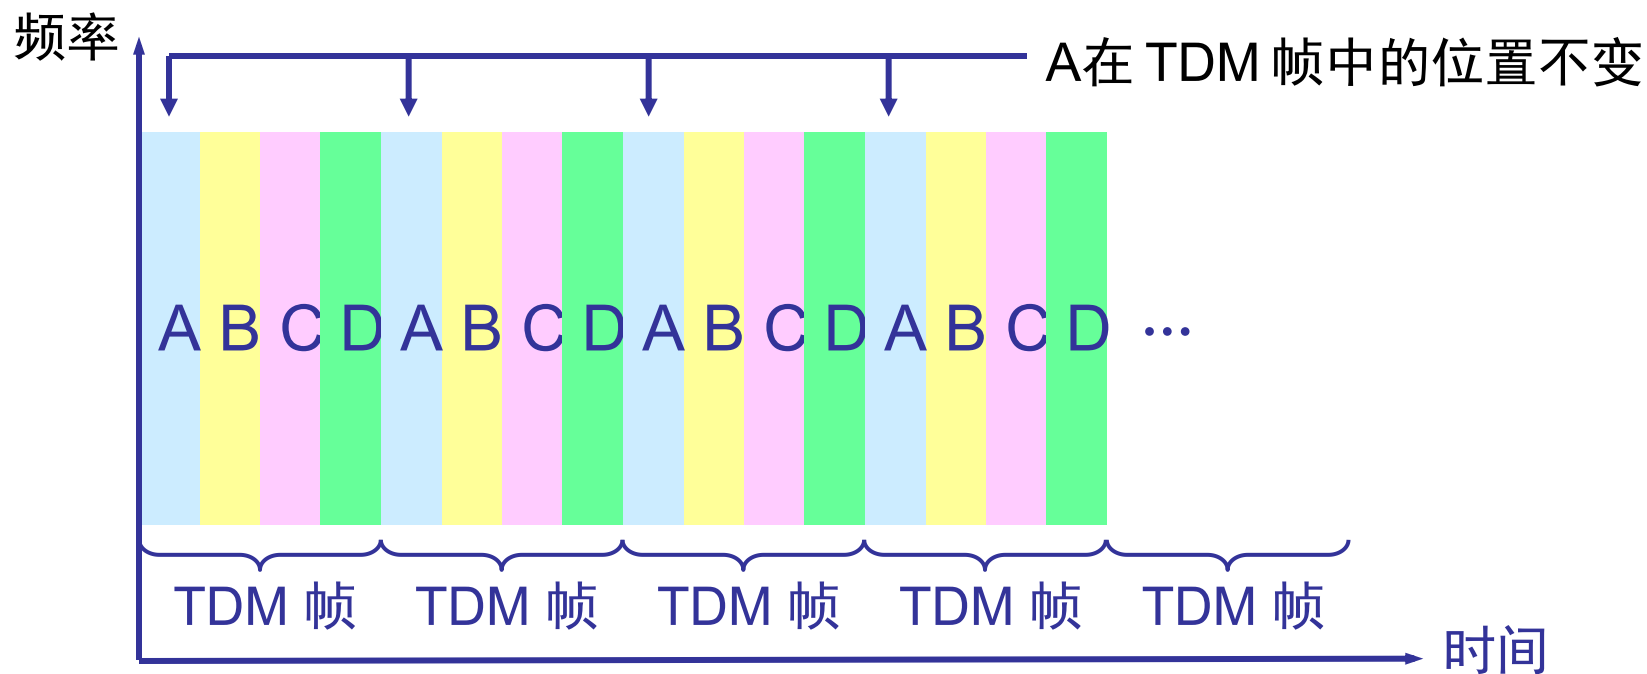 频率
A在 TDM 帧中的位置不变
A B C D A B C D A B C D A B C D …
TDM 帧 TDM 帧 TDM 帧 TDM 帧 TDM 帧
时间